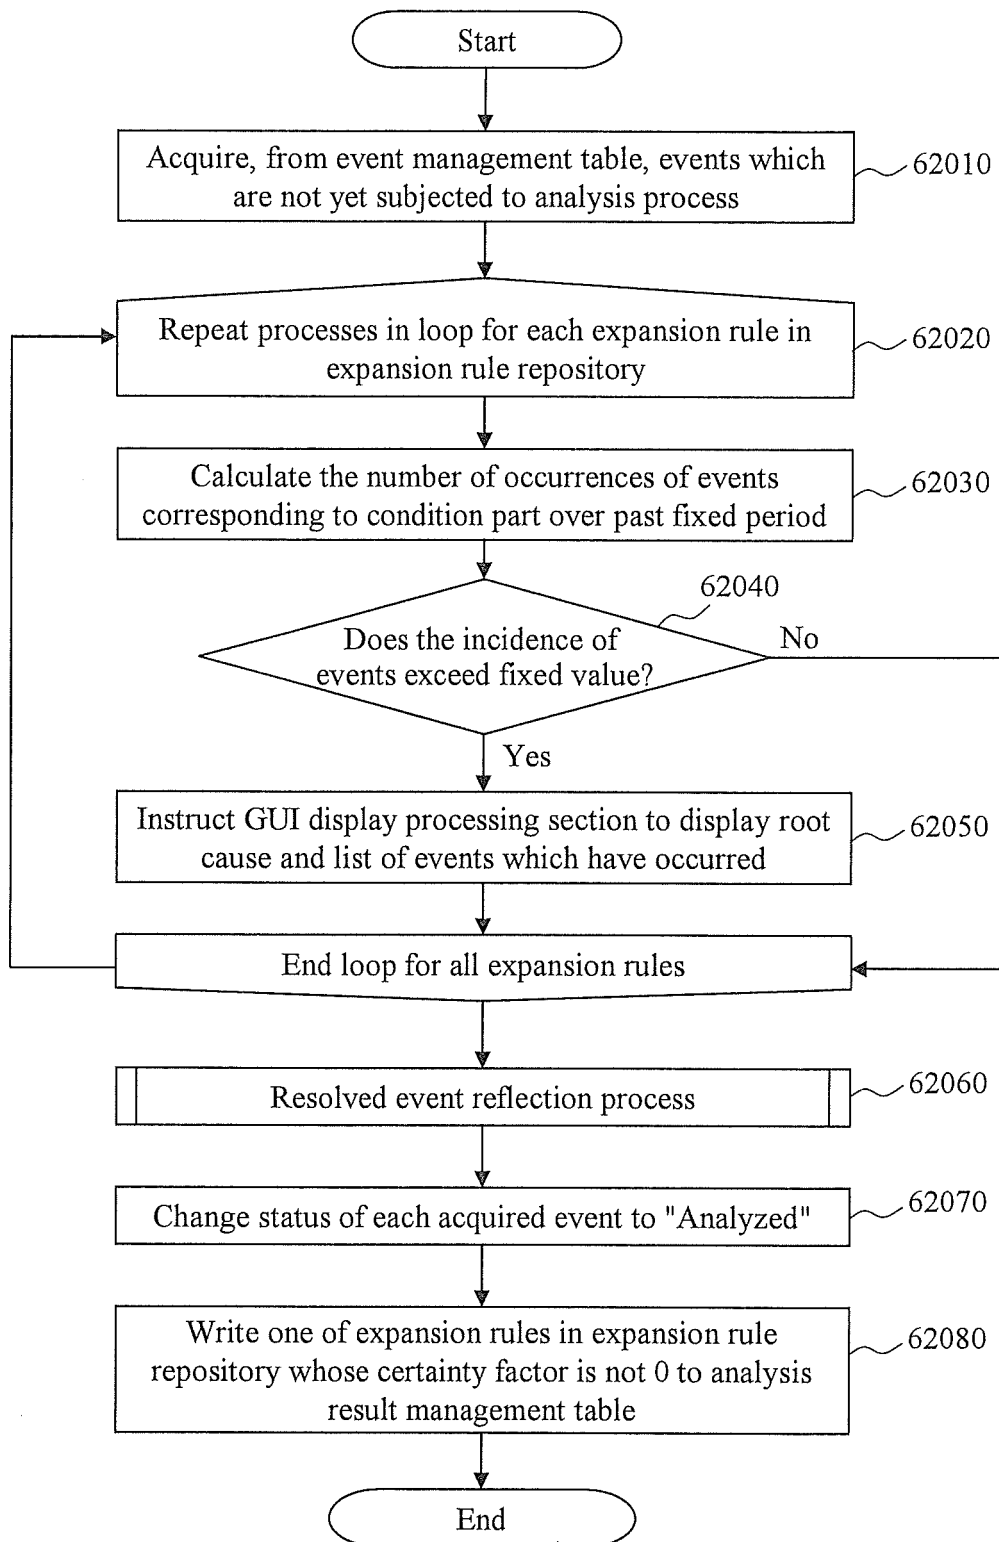 Start
Acquire, from event management table, events which
are not yet subjected to analysis process
62010
Repeat processes in loop for each expansion rule in
expansion rule repository
62020
Calculate the number of occurrences of events
corresponding to condition part over past fixed period
62030
62040
Does the incidence of
events exceed fixed value?
No
Yes
Instruct GUI display processing section to display root
cause and list of events which have occurred
62050
End loop for all expansion rules
Resolved event reflection process
62060
Change status of each acquired event to "Analyzed"
62070
Write one of expansion rules in expansion rule
repository whose certainty factor is not 0 to analysis
result management table
62080
End